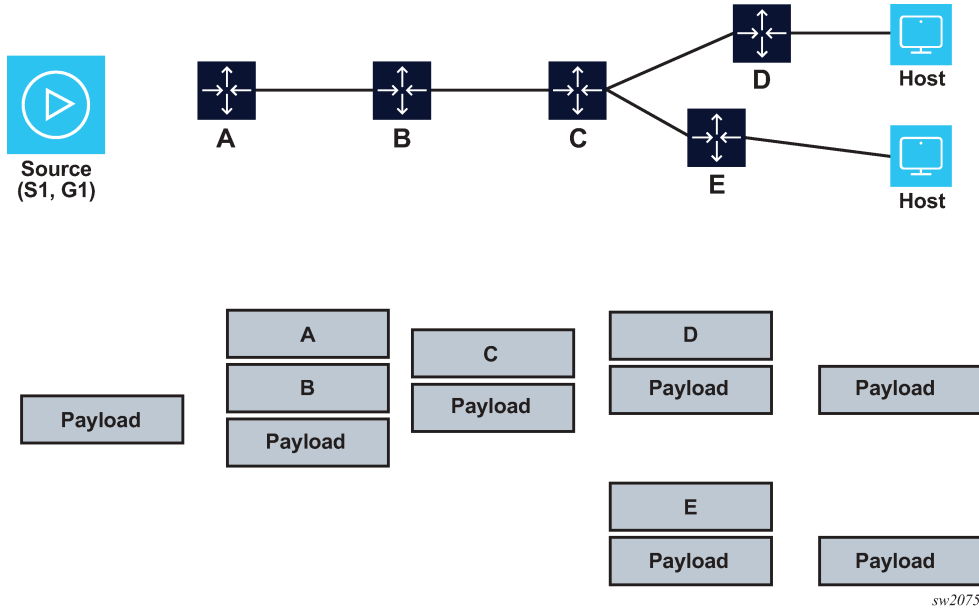 D
Host
A
B
C
Source
(S1, G1)
E
Host
A
D
C
B
Payload
Payload
Payload
Payload
Payload
E
Payload
Payload
sw2075